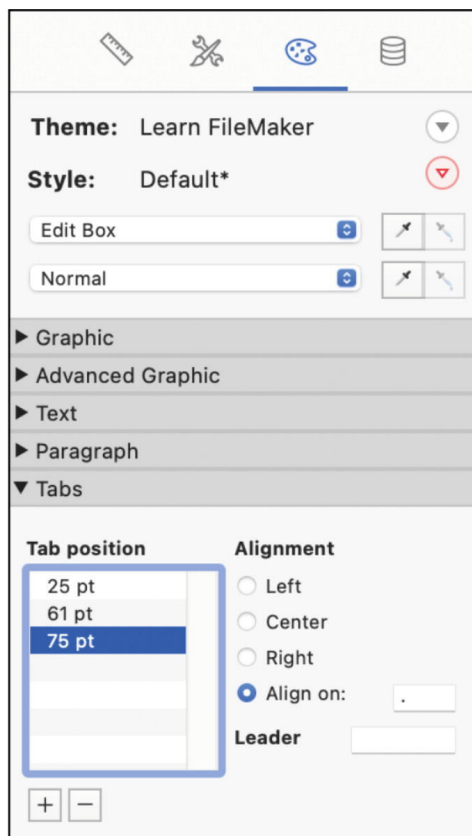 Theme: Learn FileMaker
Style: Default*
Edit Box
Normal
Graphic
Advanced Graphic
Text
Paragraph
Tabs
Tab position Alignment
25 pt Left
61 pt Center
75 pt Right
Align on: .
Leader